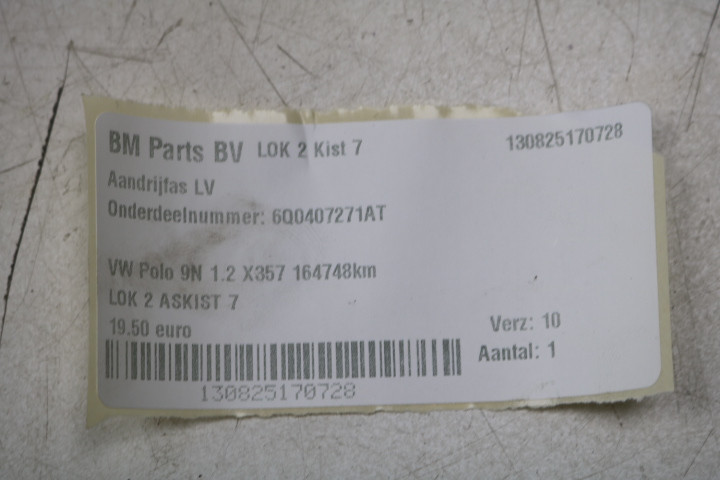 BM Parts BV LOK 2 Kist 7 130825170728
Aandrijfas LV
Onderdeelnummer: 6Q0407271AT
VW Polo 9N 1.2 X357 164748km
LOK 2 ASKIST 7
19.50 euro Verz: 10
Aantal: 1
130825170728